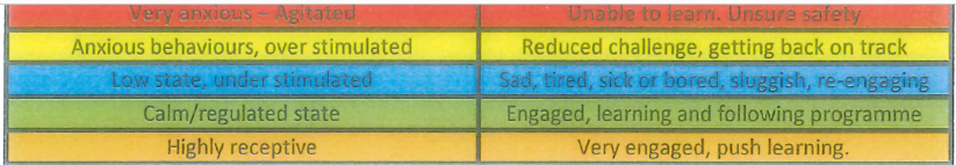 Very anxious – Agitated
Unable to learn. Unsure safety
Anxious behaviours, over stimulated
Reduced challenge, getting back on track
Low state, under stimulated
Sad, tired, sick or bored, sluggish, re-engaging
Calm/regulated state
Engaged, learning and following programme
Highly receptive
Very engaged, push learning.